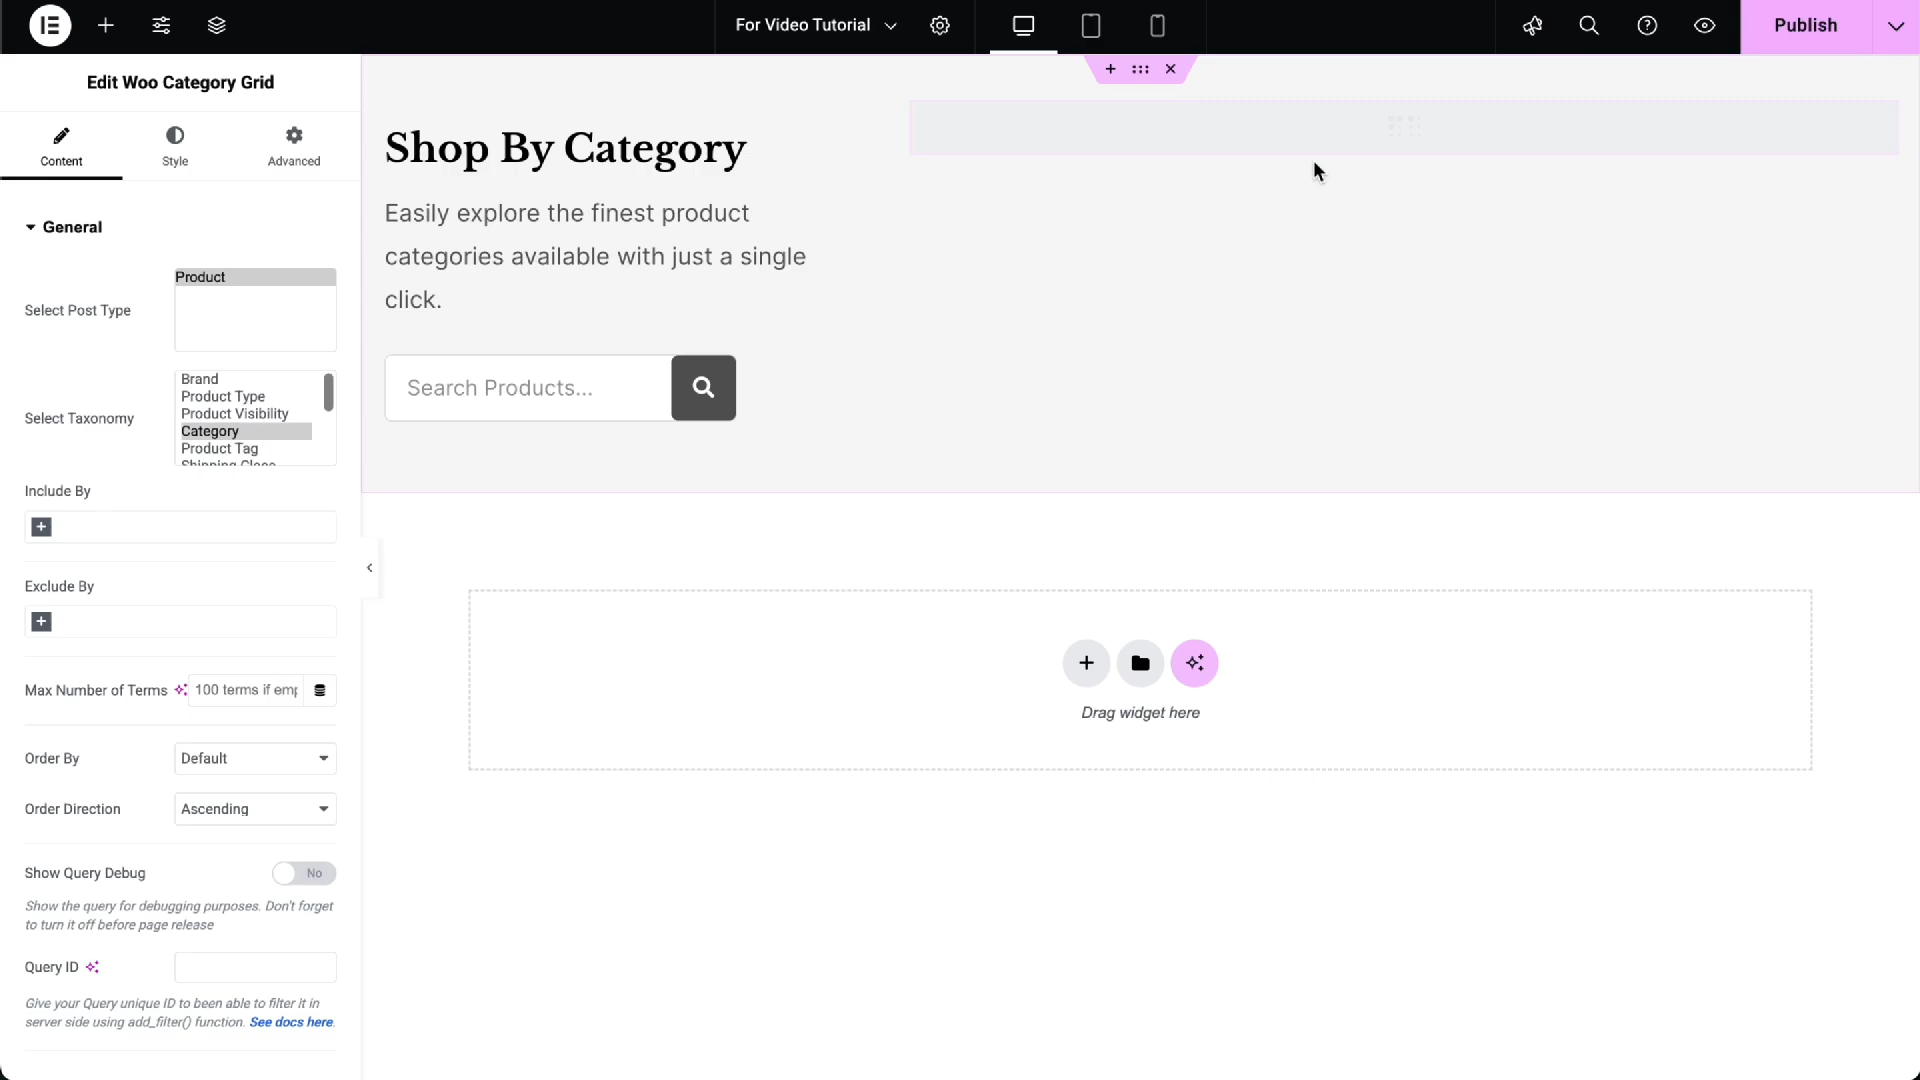 For Video Tutorial
Publish
Edit Woo Category Grid
Content
Style
Advanced
General
Select Post Type
Product
Select Taxonomy
Brand
Product Type
Product Visibility
Category
Product Tag
Shipping Class
Include By
Exclude By
Max Number of Terms
100 terms if emp
Order By
Default
Order Direction
Ascending
Show Query Debug
No
Show the query for debugging purposes. Don't forget
to turn it off before page release
Query ID
Give your Query unique ID to been able to filter it in
server side using add_filter() function. See docs here.
Shop By Category
Easily explore the finest product
categories available with just a single
click.
Search Products...
Drag widget here